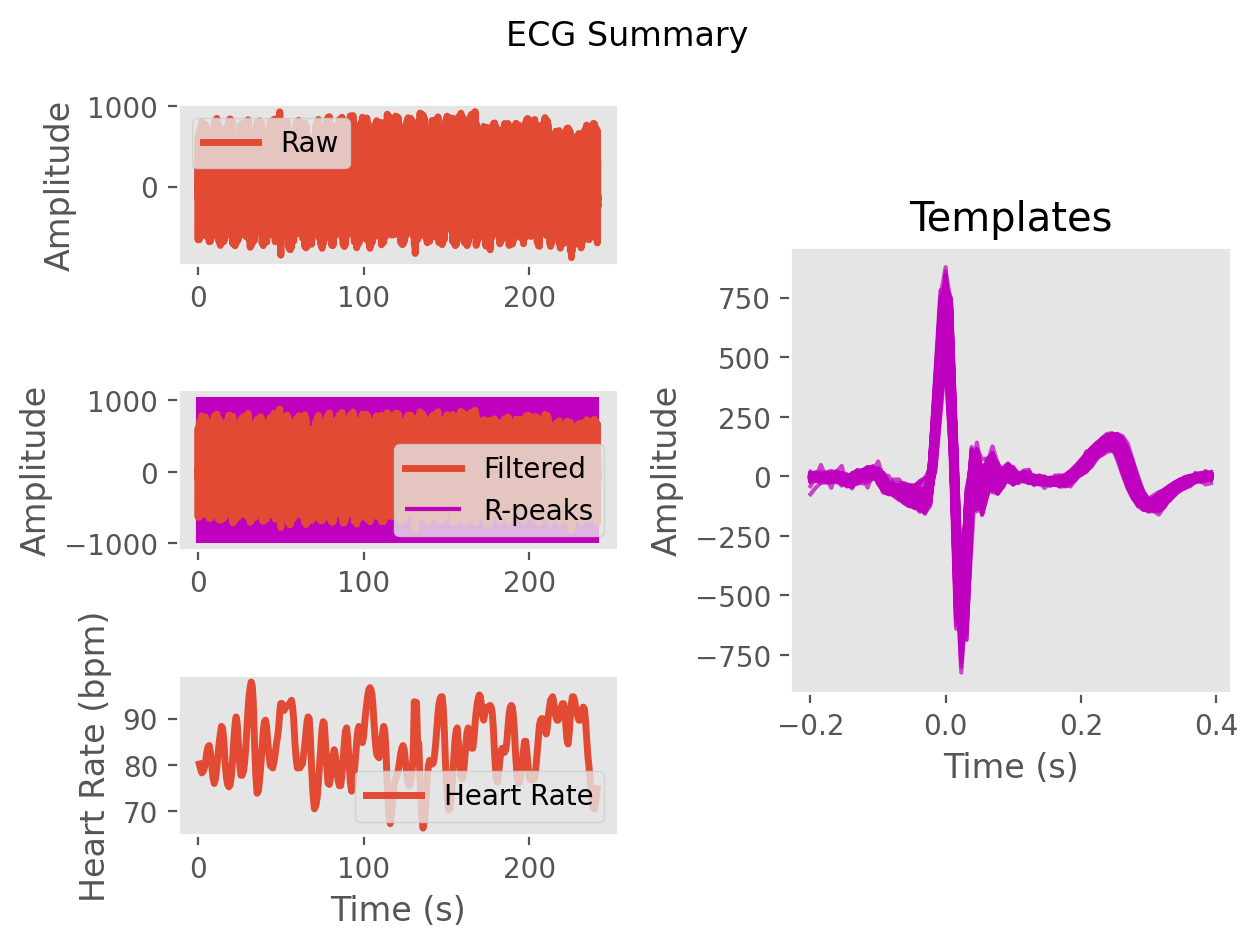 ECG Summary
Amplitude
1000
0
Raw
0
100
200
Amplitude
1000
0
−1000
Filtered
R-peaks
0
100
200
Heart Rate (bpm)
90
80
70
Heart Rate
0
100
200
Time (s)
Templates
Amplitude
750
500
250
0
−250
−500
−750
−0.2
0.0
0.2
0.4
Time (s)